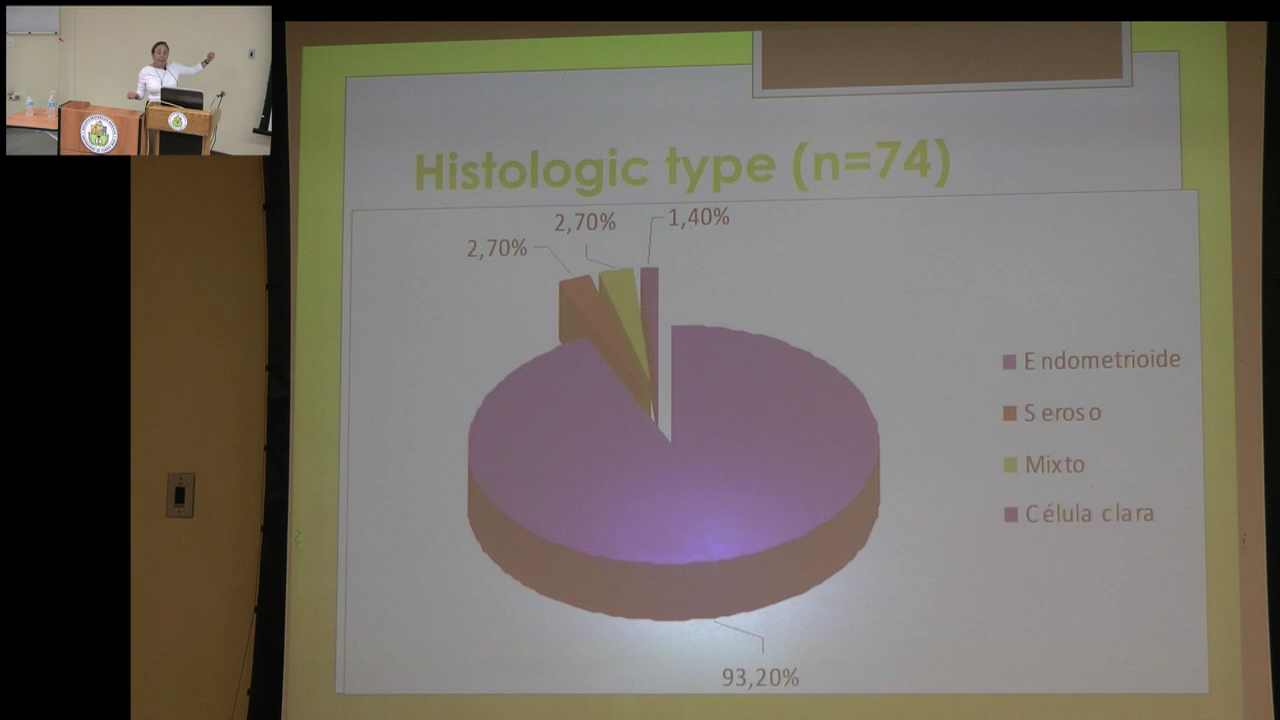 Histologic type (n=74)
2,70%
2,70%
1,40%
Endometrioide
Seroso
Mixto
Célula clara
93,20%